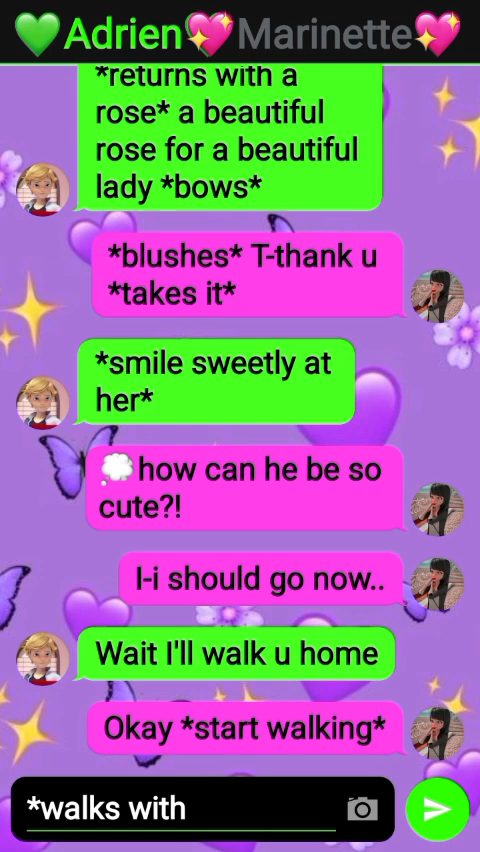 💚Adrien💖Marinette💖
*returns with a
rose* a beautiful
rose for a beautiful
lady *bows*
*blushes* T-thank u
*takes it*
*smile sweetly at
her*
💭how can he be so
cute?!
I-i should go now..
Wait I'll walk u home
Okay *start walking*
*walks with